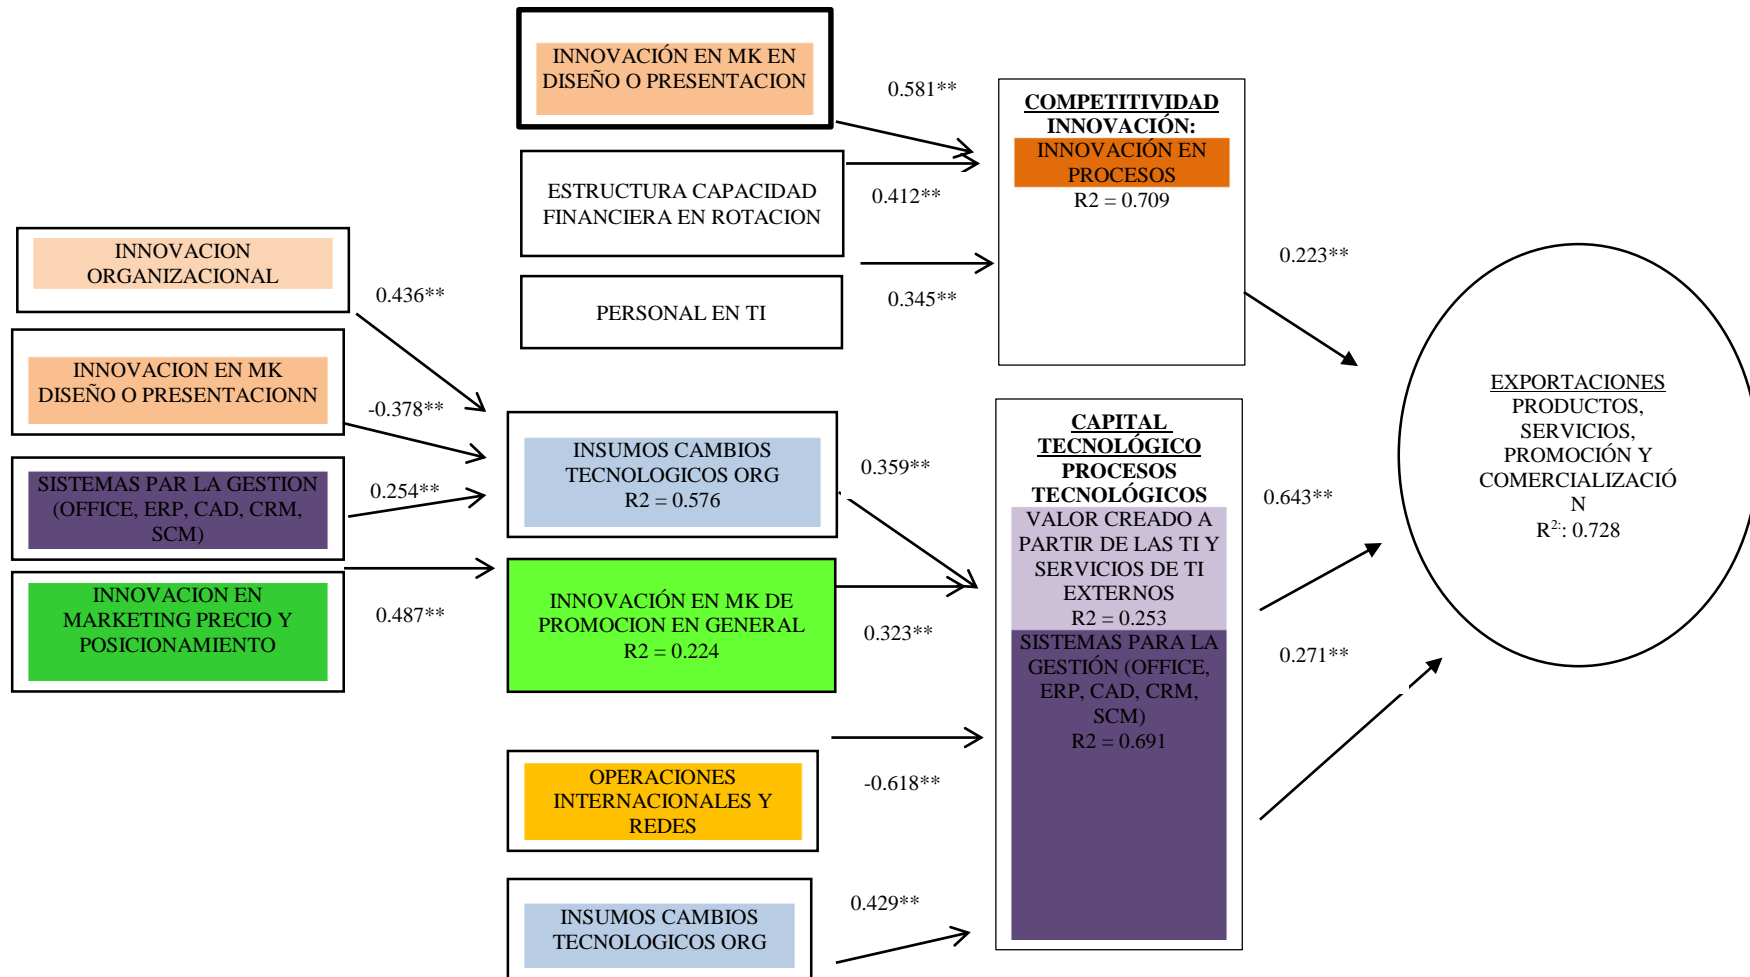 INNOVACION
ORGANIZACIONAL
0.436**
INNOVACION EN MK
DISEÑO O PRESENTACIONN
-0.378**
SISTEMAS PAR LA GESTION
(OFFICE, ERP, CAD, CRM,
SCM)
0.254**
INNOVACION EN
MARKETING PRECIO Y
POSICIONAMIENTO
0.487**
INNOVACIÓN EN MK EN
DISEÑO O PRESENTACION
0.581**
ESTRUCTURA CAPACIDAD
FINANCIERA EN ROTACION
0.412**
PERSONAL EN TI
0.345**
INSUMOS CAMBIOS
TECNOLOGICOS ORG
R2 = 0.576
0.359**
INNOVACIÓN EN MK DE
PROMOCION EN GENERAL
R2 = 0.224
0.323**
OPERACIONES
INTERNACIONALES Y
REDES
-0.618**
INSUMOS CAMBIOS
TECNOLOGICOS ORG
0.429**
COMPETITIVIDAD
INNOVACIÓN:
INNOVACIÓN EN
PROCESOS
R2 = 0.709
0.223**
CAPITAL
TECNOLÓGICO
PROCESOS
TECNOLÓGICOS
VALOR CREADO A
PARTIR DE LAS TI Y
SERVICIOS DE TI
EXTERNOS
R2 = 0.253
SISTEMAS PARA LA
GESTIÓN (OFFICE,
ERP, CAD, CRM,
SCM)
R2 = 0.691
0.643**
0.271**
EXPORTACIONES
PRODUCTOS,
SERVICIOS,
PROMOCIÓN Y
COMERCIALIZACIÓ
N
R²:: 0.728